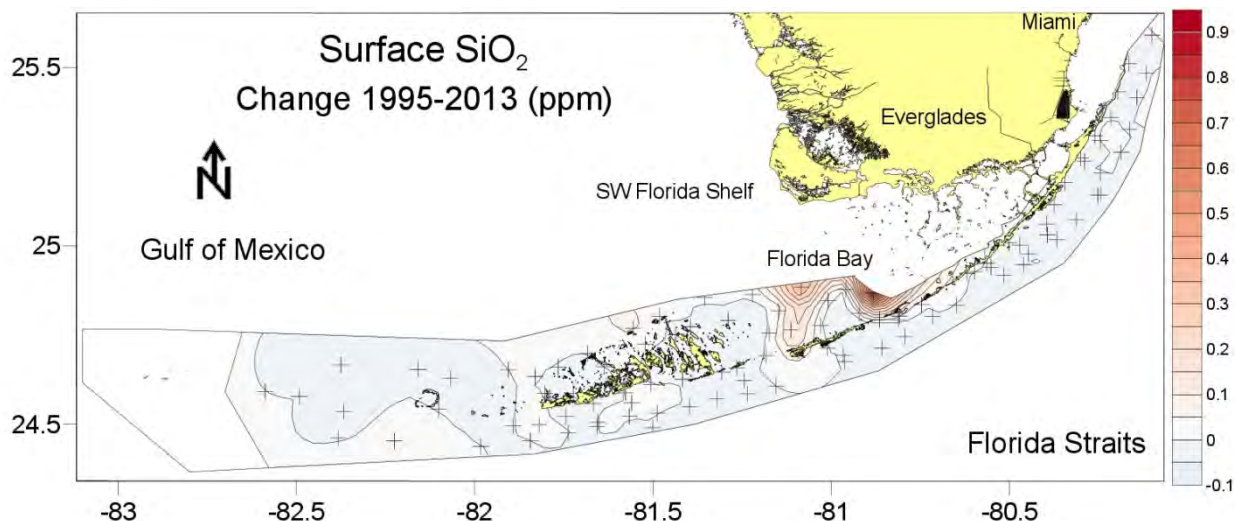 Surface SiO₂
Change 1995-2013 (ppm)
Miami
Everglades
SW Florida Shelf
N
Gulf of Mexico
Florida Bay
Florida Straits
25.5
25
24.5
-83
-82.5
-82
-81.5
-81
-80.5
0.9
0.8
0.7
0.6
0.5
0.4
0.3
0.2
0.1
0
-0.1